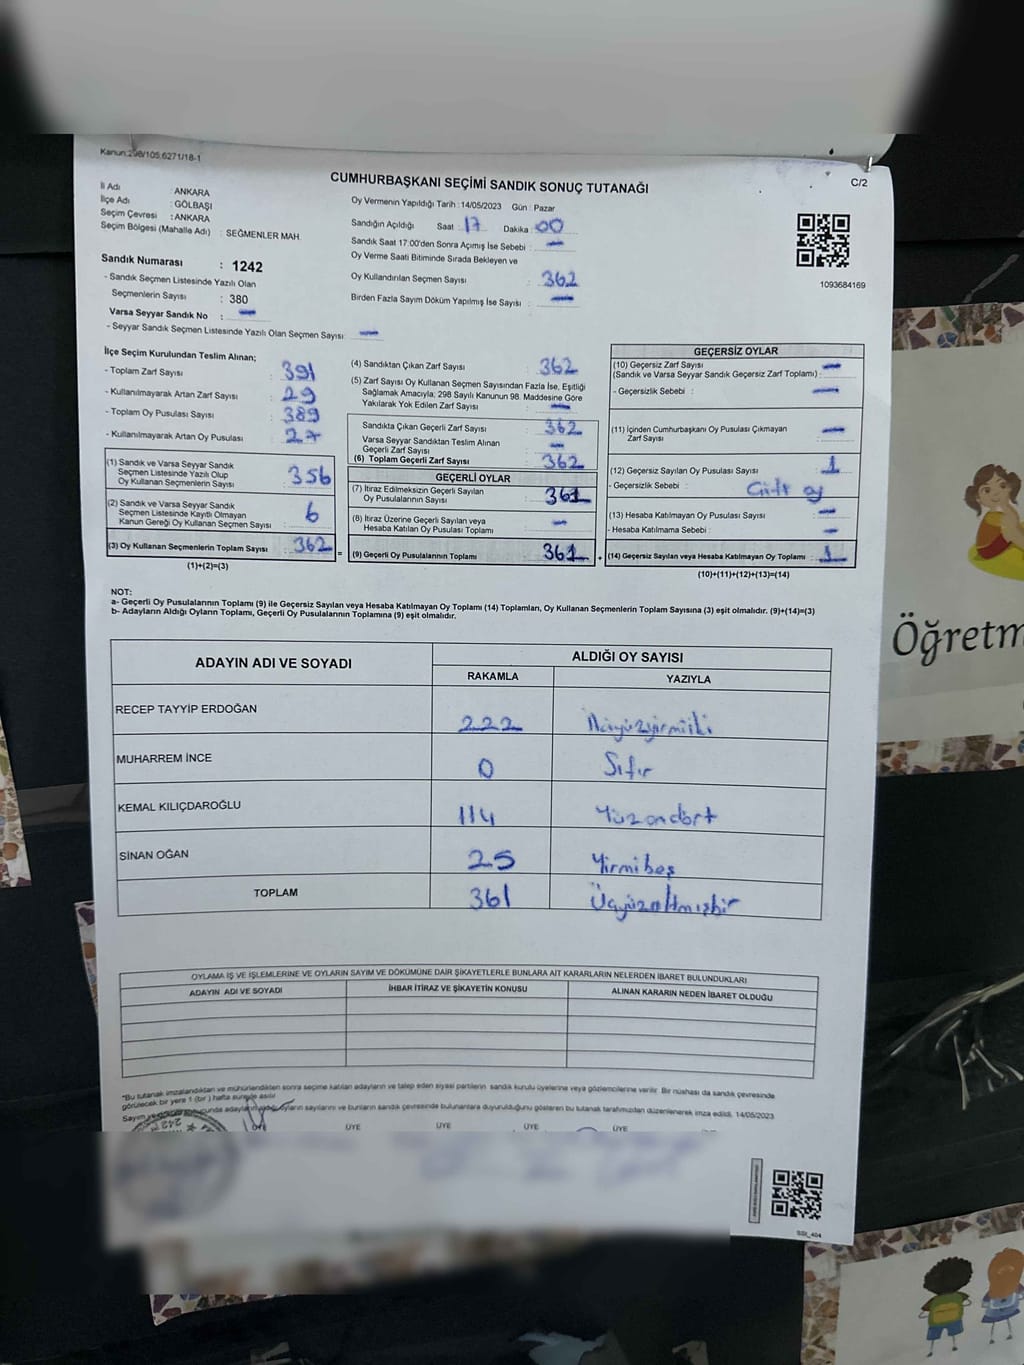 Kanun:298/105,6271/18-1
CUMHURBAŞKANI SEÇİMİ SANDIK SONUÇ TUTANAĞI
C/2
İl Adı : ANKARA
İlçe Adı : GÖLBAŞI
Seçim Çevresi : ANKARA
Seçim Bölgesi (Mahalle Adı) : SEĞMENLER MAH.
Sandık Numarası : 1242
- Sandık Seçmen Listesinde Yazılı Olan
Seçmenlerin Sayısı : 380
Varsa Seyyar Sandık No : —
- Seyyar Sandık Seçmen Listesinde Yazılı Olan Seçmen Sayısı: —
Oy Vermenin Yapıldığı Tarih : 14/05/2023 Gün : Pazar
Sandığın Açıldığı Saat : 17 Dakika : 00
Sandık Saat 17:00'den Sonra Açımış İse Sebebi : —
Oy Verme Saati Bitiminde Sırada Bekleyen ve
Oy Kullandırılan Seçmen Sayısı : 362
Birden Fazla Sayım Döküm Yapılmış İse Sayısı : —
1093684169
İlçe Seçim Kurulundan Teslim Alınan;
- Toplam Zarf Sayısı : 391
- Kullanılmayarak Artan Zarf Sayısı : 29
- Toplam Oy Pusulası Sayısı : 389
- Kullanılmayarak Artan Oy Pusulası : 27
(1) Sandık ve Varsa Seyyar Sandık
Seçmen Listesinde Yazılı Olup
Oy Kullanan Seçmenlerin Sayısı : 356
(2) Sandık ve Varsa Seyyar Sandık
Seçmen Listesinde Kayıtlı Olmayan
Kanun Gereği Oy Kullanan Seçmen Sayısı : 6
(3) Oy Kullanan Seçmenlerin Toplam Sayısı : 362
(1)+(2)=(3)
=
(4) Sandıktan Çıkan Zarf Sayısı : 362
(5) Zarf Sayısı Oy Kullanan Seçmen Sayısından Fazla İse, Eşitliği
Sağlamak Amacıyla; 298 Sayılı Kanunun 98. Maddesine Göre
Yakılarak Yok Edilen Zarf Sayısı : —
Sandıkta Çıkan Geçerli Zarf Sayısı : 362
Varsa Seyyar Sandıktan Teslim Alınan
Geçerli Zarf Sayısı : —
(6) Toplam Geçerli Zarf Sayısı : 362
GEÇERLİ OYLAR
(7) İtiraz Edilmeksizin Geçerli Sayılan
Oy Pusulalarının Sayısı : 361
(8) İtiraz Üzerine Geçerli Sayılan veya
Hesaba Katılan Oy Pusulası Toplamı : —
(9) Geçerli Oy Pusulalarının Toplamı 361
+
GEÇERSİZ OYLAR
(10) Geçersiz Zarf Sayısı
(Sandık ve Varsa Seyyar Sandık Geçersiz Zarf Toplamı) : —
- Geçersizlik Sebebi : —
(11) İçinden Cumhurbaşkanı Oy Pusulası Çıkmayan
Zarf Sayısı : —
(12) Geçersiz Sayılan Oy Pusulası Sayısı : 1
- Geçersizlik Sebebi : Çift oy
(13) Hesaba Katılmayan Oy Pusulası Sayısı : —
- Hesaba Katılmama Sebebi : —
(14) Geçersiz Sayılan veya Hesaba Katılmayan Oy Toplamı : 1
(10)+(11)+(12)+(13)=(14)
NOT:
a- Geçerli Oy Pusulalarının Toplamı (9) ile Geçersiz Sayılan veya Hesaba Katılmayan Oy Toplamı (14) Toplamları, Oy Kullanan Seçmenlerin Toplam Sayısına (3) eşit olmalıdır. (9)+(14)=(3)
b- Adayların Aldığı Oyların Toplamı, Geçerli Oy Pusulalarının Toplamına (9) eşit olmalıdır.
ADAYIN ADI VE SOYADI
ALDIĞI OY SAYISI
RAKAMLA YAZIYLA
RECEP TAYYİP ERDOĞAN 222 İkiyüzyirmiiki
MUHARREM İNCE 0 Sıfır
KEMAL KILIÇDAROĞLU 114 Yüzondört
SİNAN OĞAN 25 Yirmibeş
TOPLAM 361 Üçyüzaltmışbir
OYLAMA İŞ VE İŞLEMLERİNE VE OYLARIN SAYIM VE DÖKÜMÜNE DAİR ŞİKAYETLERLE BUNLARA AİT KARARLARIN NELERDEN İBARET BULUNDUKLARI
ADAYIN ADI VE SOYADI İHBAR İTİRAZ VE ŞİKAYETİN KONUSU ALINAN KARARIN NEDEN İBARET OLDUĞU
*Bu tutanak imzalandıktan ve mühürlendikten sonra seçime katılan adayların ve talep eden siyasi partilerin sandık kurulu üyelerine veya gözlemcilerine verilir. Bir nüshası da sandık çevresinde
görülecek bir yere 1 (bir) hafta süreyle asılır
oyların sayılarını ve bunların sandık çevresinde bulunanlara duyurulduğunu gösteren bu tutanak tarafımızdan düzenlenerek imza edildi. 14/05/2023
ÜYE ÜYE ÜYE ÜYE
Öğretm